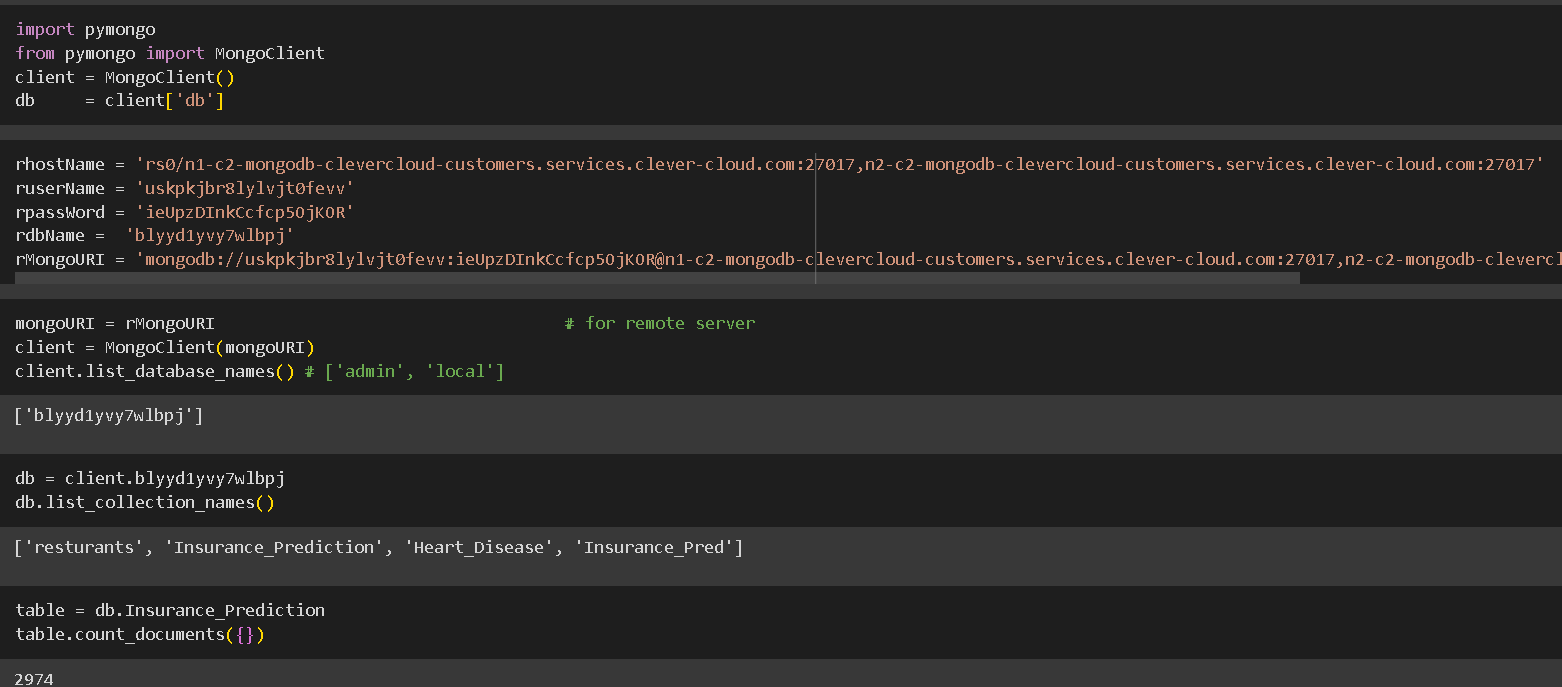 import pymongo
from pymongo import MongoClient
client = MongoClient()
db     = client['db']
rhostName = 'rs0/n1-c2-mongodb-clevercloud-customers.services.clever-cloud.com:27017,n2-c2-mongodb-clevercloud-customers.services.clever-cloud.com:27017'
ruserName = 'uskpkjbr8lylvjt0fevv'
rpassWord = 'ieUpzDInkCcfcp5OjKOR'
rdbName =  'blyyd1yvy7wlbpj'
rMongoURI = 'mongodb://uskpkjbr8lylvjt0fevv:ieUpzDInkCcfcp5OjKOR@n1-c2-mongodb-clevercloud-customers.services.clever-cloud.com:27017,n2-c2-mongodb-clevercl
mongoURI = rMongoURI                                   # for remote server
client = MongoClient(mongoURI)
client.list_database_names() # ['admin', 'local']
['blyyd1yvy7wlbpj']
db = client.blyyd1yvy7wlbpj
db.list_collection_names()
['resturants', 'Insurance_Prediction', 'Heart_Disease', 'Insurance_Pred']
table = db.Insurance_Prediction
table.count_documents({})
2974